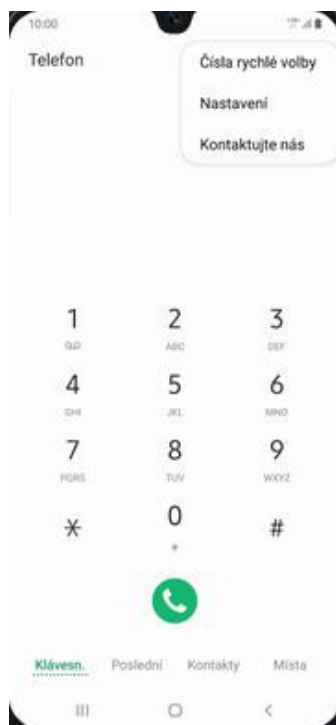 10:00
Telefon
Čísla rychlé volby
Nastavení
Kontaktujte nás
1 2 3
ABC DEF
4 5 6
GHI JKL MNO
7 8 9
PQRS TUV WXYZ
* 0 #
+
Klávesn. Poslední Kontakty Místa